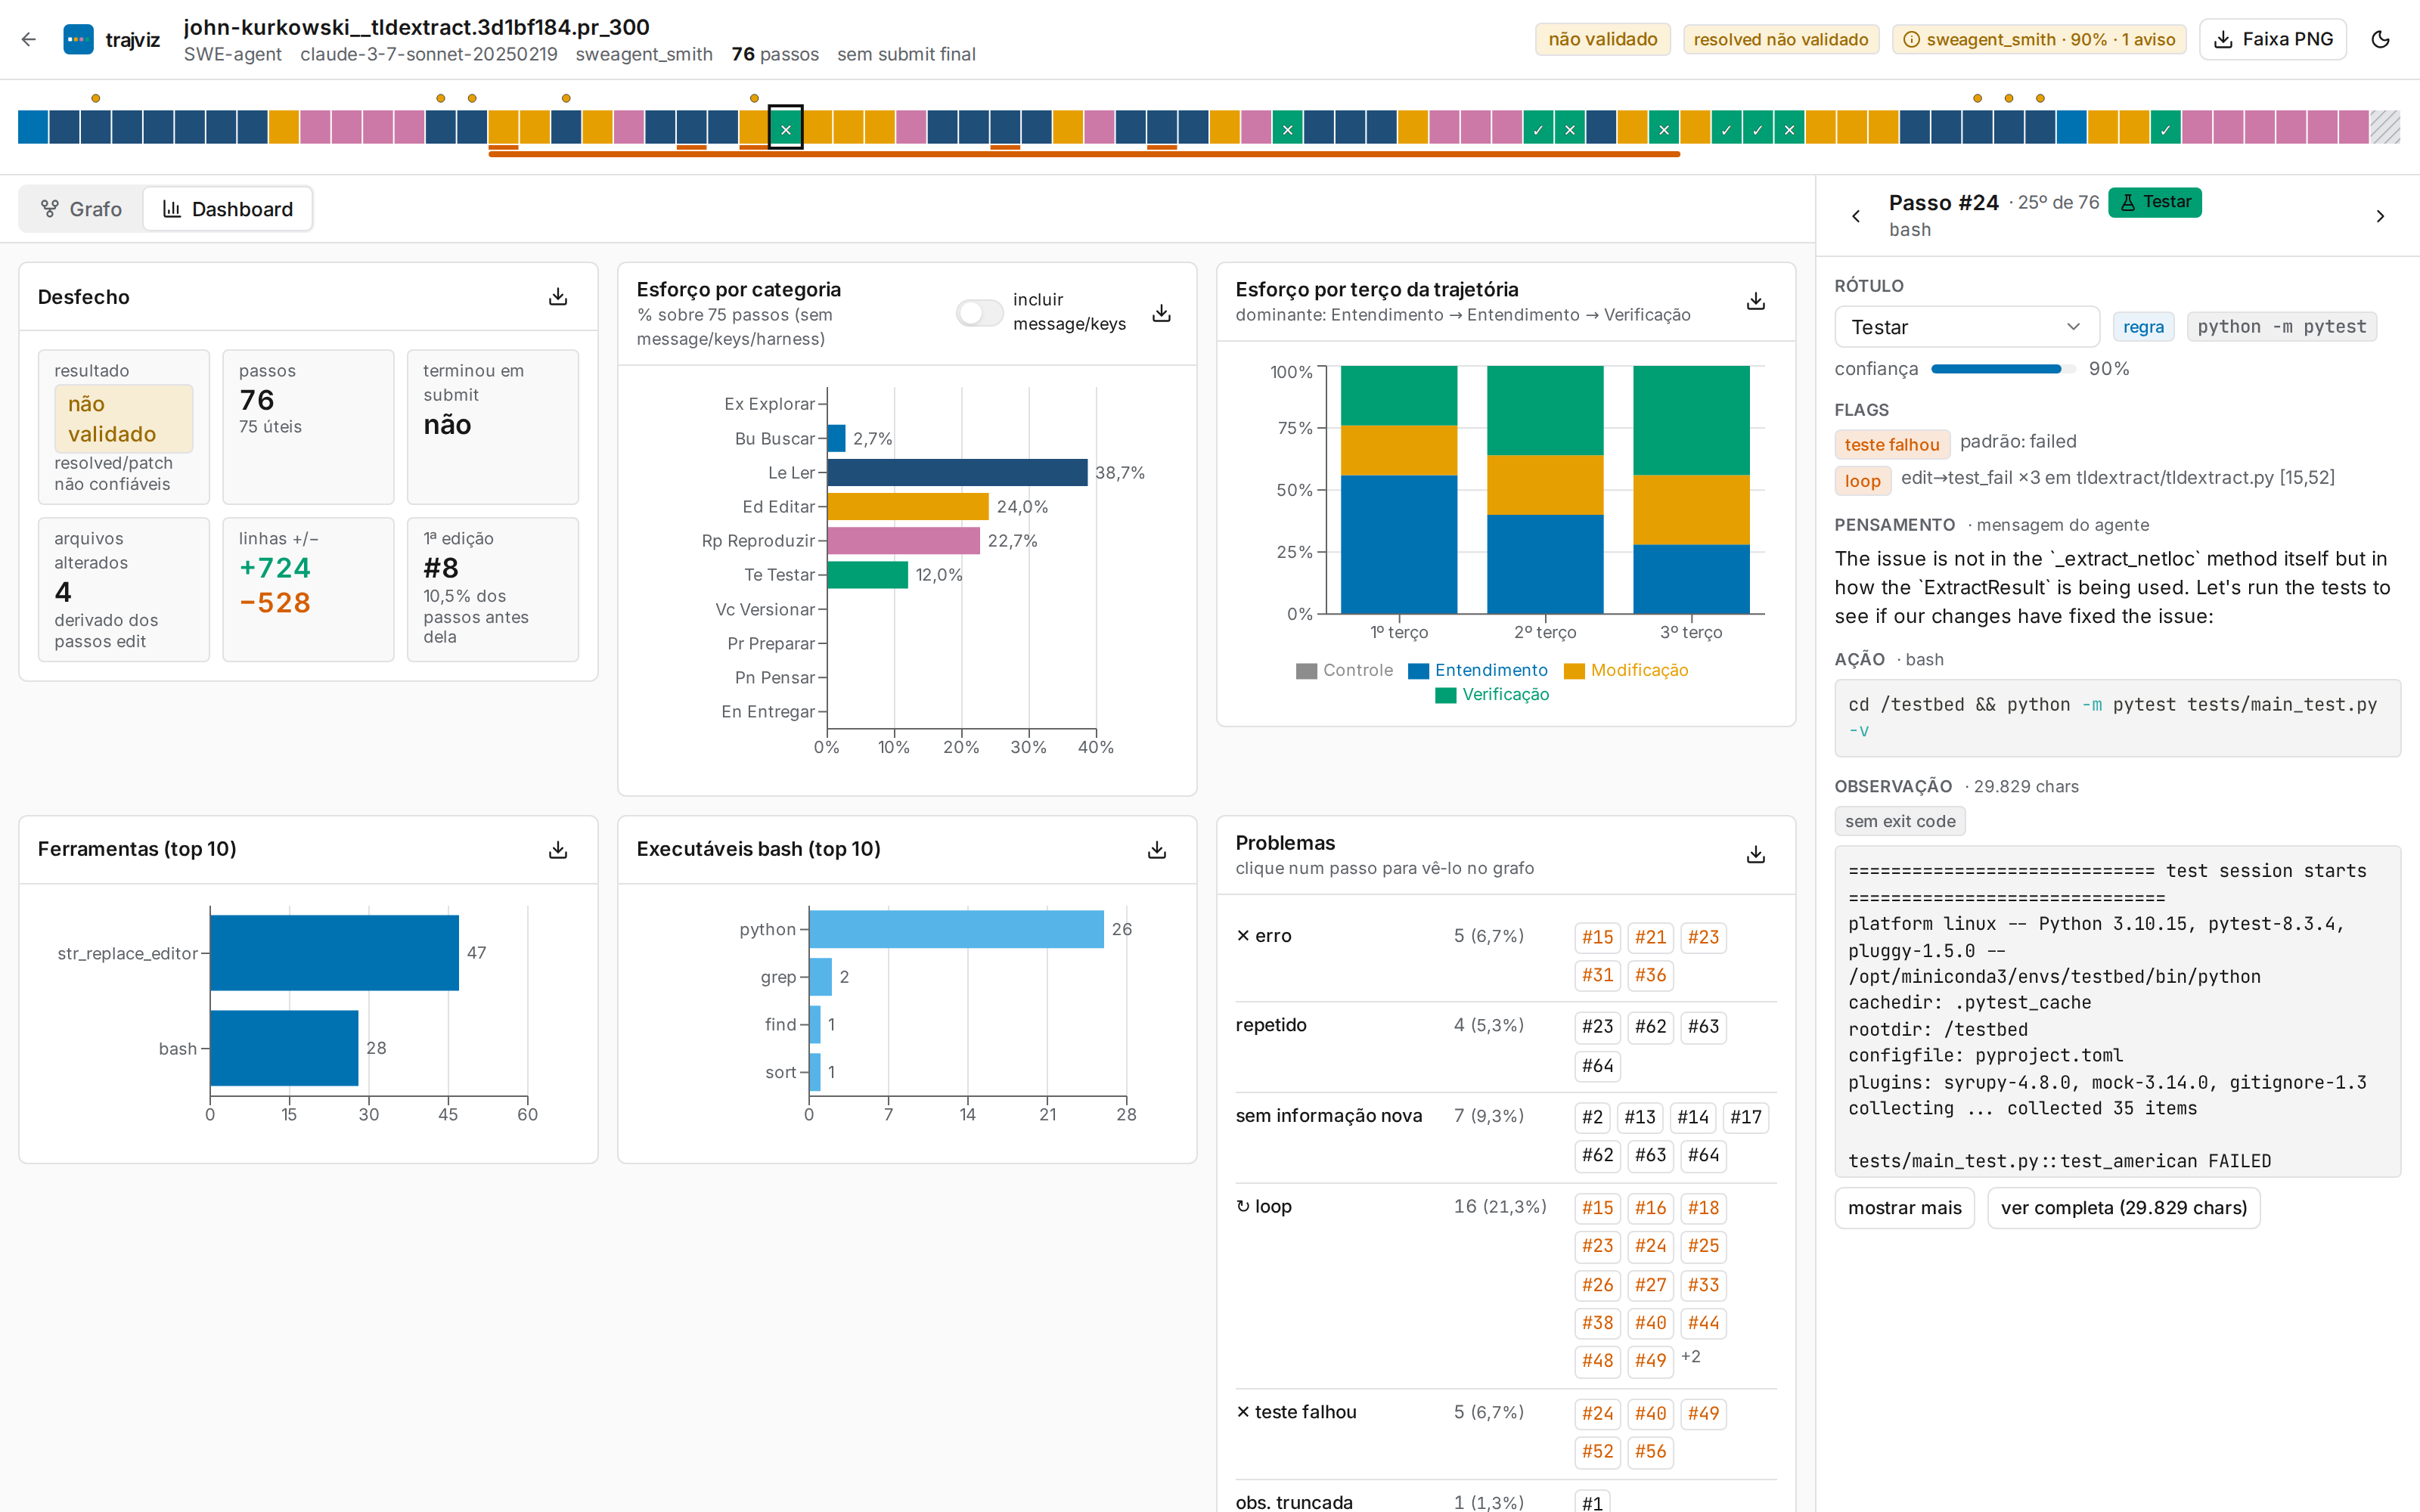 trajviz
john-kurkowski__tldextract.3d1bf184.pr_300
SWE-agent claude-3-7-sonnet-20250219 sweagent_smith 76 passos sem submit final
não validado
resolved não validado
sweagent_smith · 90% · 1 aviso
Faixa PNG
Grafo
Dashboard
Desfecho
resultado
não
validado
resolved/patch
não confiáveis
passos
76
75 úteis
terminou em
submit
não
arquivos
alterados
4
derivado dos
passos edit
linhas +/−
+724
−528
1ª edição
#8
10,5% dos
passos antes
dela
Esforço por categoria
% sobre 75 passos (sem
message/keys/harness)
incluir
message/keys
Ex Explorar
Bu Buscar 2,7%
Le Ler 38,7%
Ed Editar 24,0%
Rp Reproduzir 22,7%
Te Testar 12,0%
Vc Versionar
Pr Preparar
Pn Pensar
En Entregar
0% 10% 20% 30% 40%
Esforço por terço da trajetória
dominante: Entendimento → Entendimento → Verificação
100%
75%
50%
25%
0%
1º terço 2º terço 3º terço
Controle Entendimento Modificação
Verificação
Ferramentas (top 10)
str_replace_editor 47
bash 28
0 15 30 45 60
Executáveis bash (top 10)
python 26
grep 2
find 1
sort 1
0 7 14 21 28
Problemas
clique num passo para vê-lo no grafo
✕ erro 5 (6,7%) #15 #21 #23
#31 #36
repetido 4 (5,3%) #23 #62 #63
#64
sem informação nova 7 (9,3%) #2 #13 #14 #17
#62 #63 #64
↻ loop 16 (21,3%) #15 #16 #18
#23 #24 #25
#26 #27 #33
#38 #40 #44
#48 #49 +2
✕ teste falhou 5 (6,7%) #24 #40 #49
#52 #56
obs. truncada 1 (1,3%) #1
Passo #24 · 25º de 76 Testar
bash
RÓTULO
Testar regra python -m pytest
confiança 90%
FLAGS
teste falhou padrão: failed
loop edit→test_fail ×3 em tldextract/tldextract.py [15,52]
PENSAMENTO · mensagem do agente
The issue is not in the `_extract_netloc` method itself but in
how the `ExtractResult` is being used. Let's run the tests to
see if our changes have fixed the issue:
AÇÃO · bash
cd /testbed && python -m pytest tests/main_test.py
-v
OBSERVAÇÃO · 29.829 chars
sem exit code
============================= test session starts
==============================
platform linux -- Python 3.10.15, pytest-8.3.4,
pluggy-1.5.0 --
/opt/miniconda3/envs/testbed/bin/python
cachedir: .pytest_cache
rootdir: /testbed
configfile: pyproject.toml
plugins: syrupy-4.8.0, mock-3.14.0, gitignore-1.3
collecting ... collected 35 items
tests/main_test.py::test_american FAILED
mostrar mais
ver completa (29.829 chars)